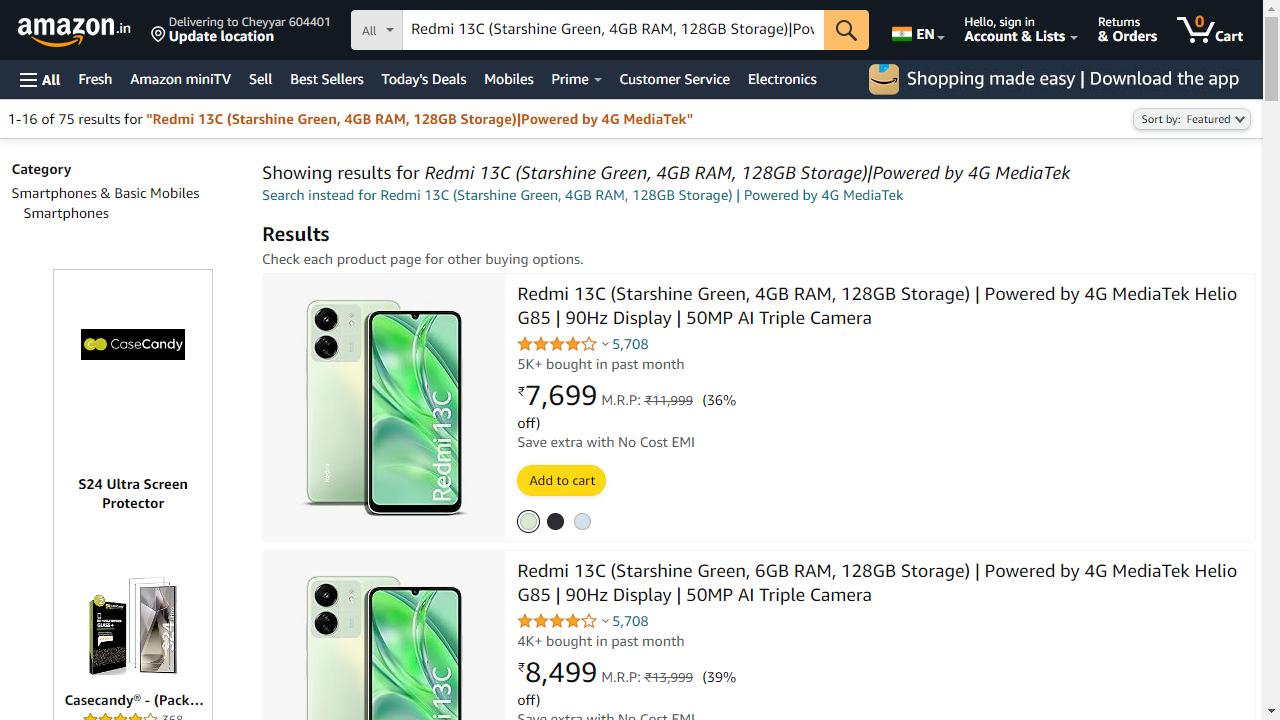 amazon.in
Delivering to Cheyyar 604401
Update location
All
Redmi 13C (Starshine Green, 4GB RAM, 128GB Storage)|Pow
EN
Hello, sign in
Account & Lists
Returns
& Orders
0
Cart
All
Fresh
Amazon miniTV
Sell
Best Sellers
Today's Deals
Mobiles
Prime
Customer Service
Electronics
Shopping made easy | Download the app
1-16 of 75 results for "Redmi 13C (Starshine Green, 4GB RAM, 128GB Storage)|Powered by 4G MediaTek"
Sort by: Featured
Category
Smartphones & Basic Mobiles
Smartphones
CaseCandy
S24 Ultra Screen
Protector
Casecandy® - (Pack...
368
Showing results for Redmi 13C (Starshine Green, 4GB RAM, 128GB Storage)|Powered by 4G MediaTek
Search instead for Redmi 13C (Starshine Green, 4GB RAM, 128GB Storage) | Powered by 4G MediaTek
Results
Check each product page for other buying options.
Redmi 13C
Redmi 13C (Starshine Green, 4GB RAM, 128GB Storage) | Powered by 4G MediaTek Helio
G85 | 90Hz Display | 50MP AI Triple Camera
5,708
5K+ bought in past month
₹7,699 M.R.P: ₹11,999 (36%
off)
Save extra with No Cost EMI
Add to cart
Redmi 13C (Starshine Green, 6GB RAM, 128GB Storage) | Powered by 4G MediaTek Helio
G85 | 90Hz Display | 50MP AI Triple Camera
5,708
4K+ bought in past month
₹8,499 M.R.P: ₹13,999 (39%
off)
Save extra with No Cost EMI